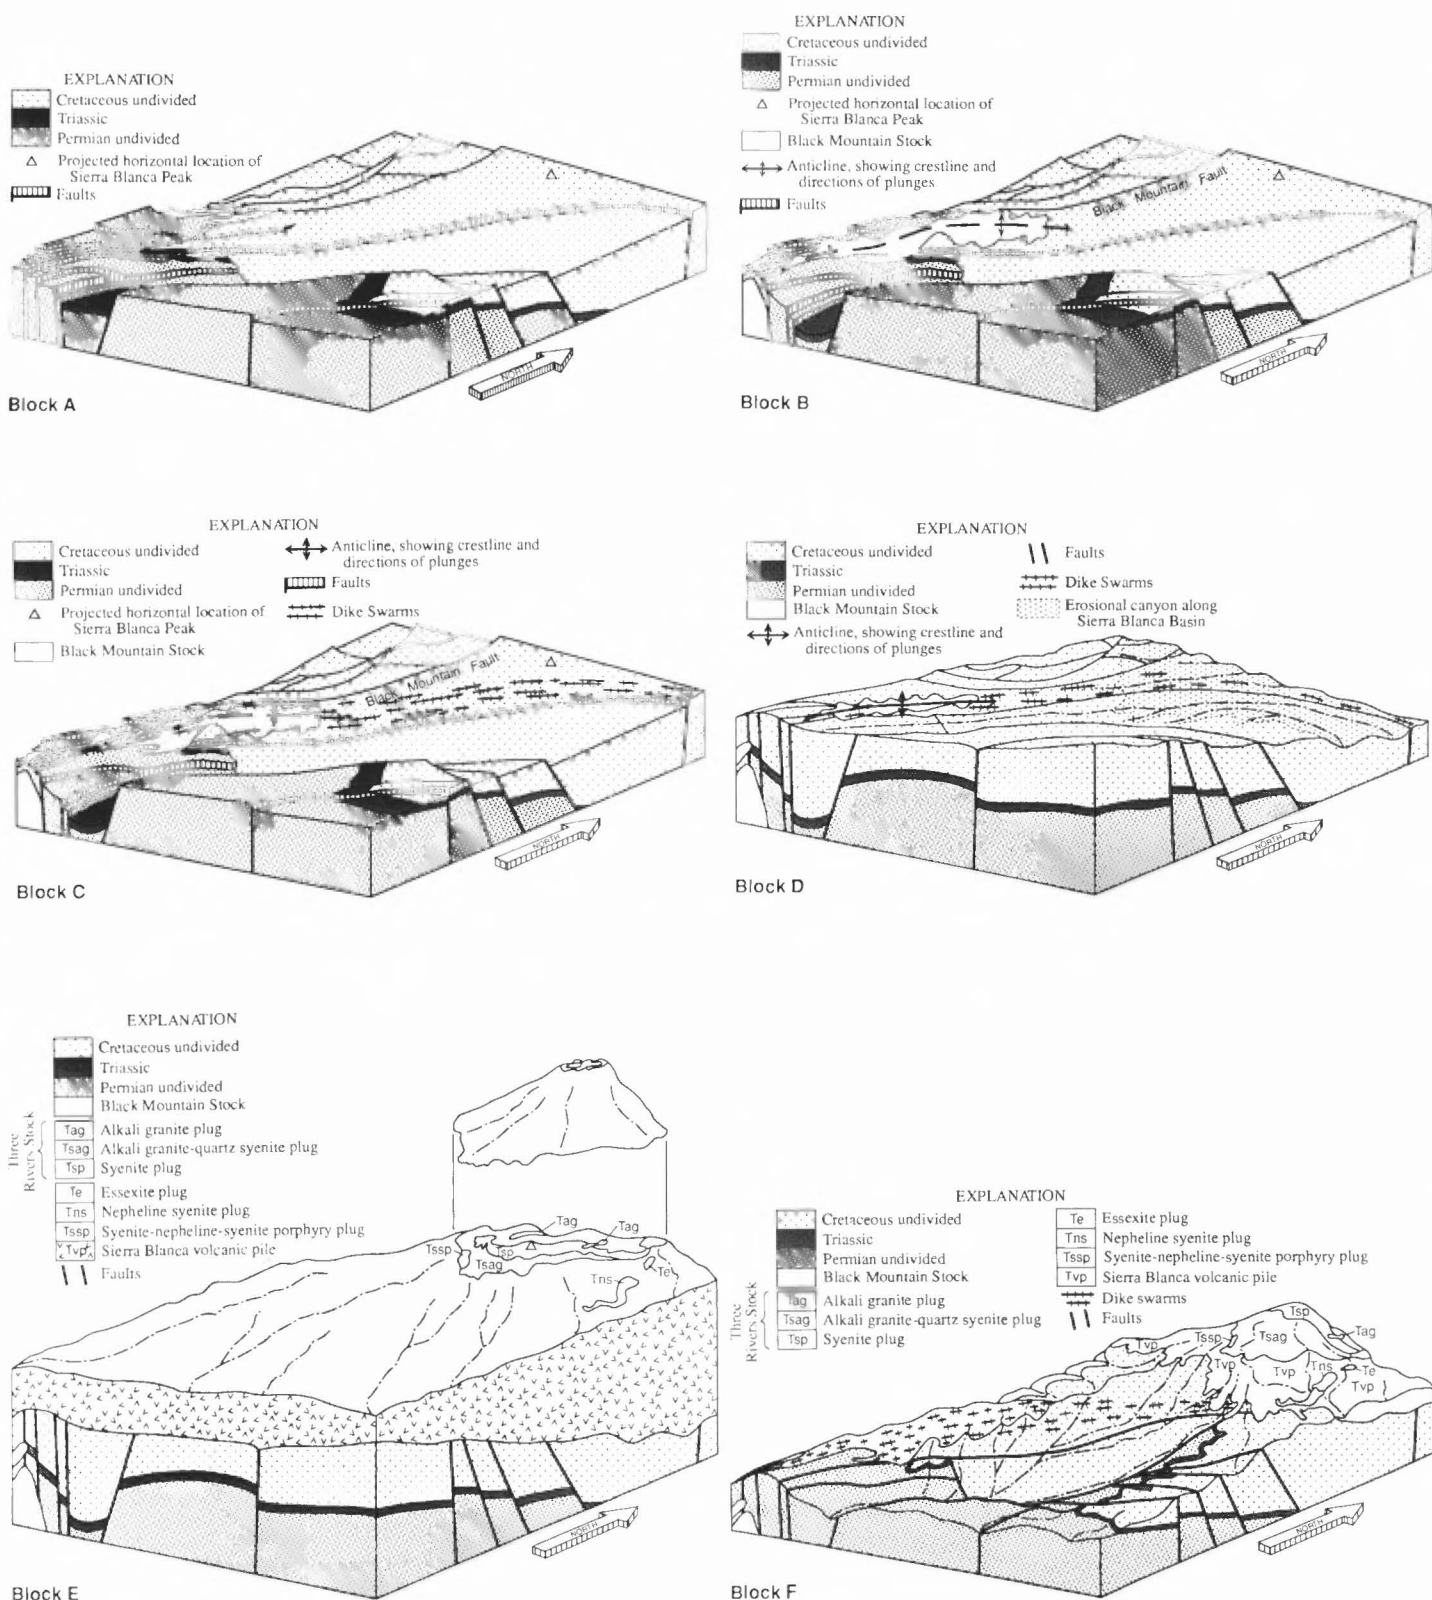 EXPLANATION
Cretaceous undivided
Triassic
Permian undivided
Projected horizontal location of
Sierra Blanca Peak
Faults
NORTH
Block A
EXPLANATION
Cretaceous undivided
Triassic
Permian undivided
Projected horizontal location of
Sierra Blanca Peak
Black Mountain Stock
Anticline, showing crestline and
directions of plunges
Faults
Black Mountain Fault
NORTH
Block B
EXPLANATION
Cretaceous undivided
Triassic
Permian undivided
Projected horizontal location of
Sierra Blanca Peak
Black Mountain Stock
Anticline, showing crestline and
directions of plunges
Faults
Dike Swarms
Black Mountain Fault
NORTH
Block C
EXPLANATION
Cretaceous undivided
Triassic
Permian undivided
Black Mountain Stock
Anticline, showing crestline and
directions of plunges
Faults
Dike Swarms
Erosional canyon along
Sierra Blanca Basin
NORTH
Block D
EXPLANATION
Cretaceous undivided
Triassic
Permian undivided
Black Mountain Stock
Three
Rivers Stock
Tag Alkali granite plug
Tsag Alkali granite-quartz syenite plug
Tsp Syenite plug
Te Essexite plug
Tns Nepheline syenite plug
Tssp Syenite-nepheline-syenite porphyry plug
Tvp Sierra Blanca volcanic pile
Faults
Tag
Tag
Tssp
Tsp
Tsag
Te
Tns
NORTH
Block E
EXPLANATION
Cretaceous undivided
Triassic
Permian undivided
Black Mountain Stock
Three
Rivers Stock
Tag Alkali granite plug
Tsag Alkali granite-quartz syenite plug
Tsp Syenite plug
Te Essexite plug
Tns Nepheline syenite plug
Tssp Syenite-nepheline-syenite porphyry plug
Tvp Sierra Blanca volcanic pile
Dike swarms
Faults
Tsp
Tssp
Tsag
Tag
Tvp
Tvp
Tvp
Tns
Te
Tvp
NORTH
Block F